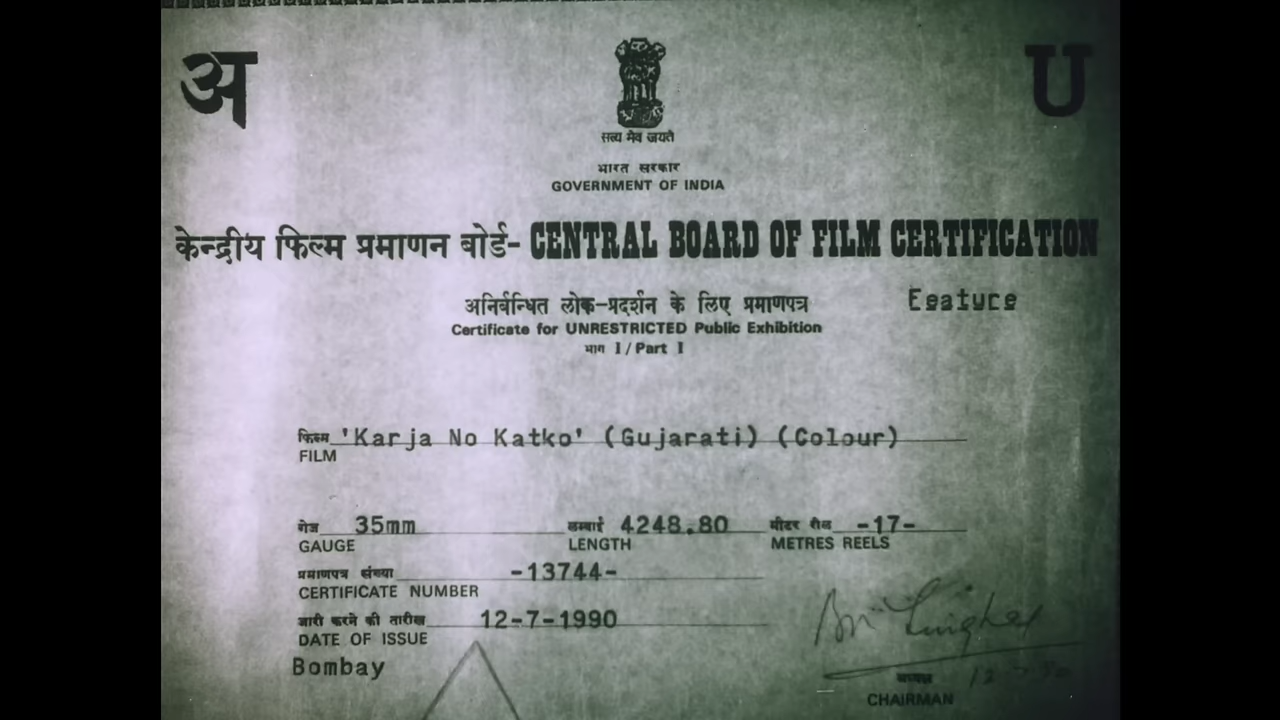 अ U
सत्य मेव जयते
भारत सरकार
GOVERNMENT OF INDIA
केन्द्रीय फिल्म प्रमाणन बोर्ड- CENTRAL BOARD OF FILM CERTIFICATION
अनिर्बन्धित लोक-प्रदर्शन के लिए प्रमाणपत्र Eeature
Certificate for UNRESTRICTED Public Exhibition
भाग I / Part I
फिल्म 'Karja No Katko' (Gujarati) (Colour)
FILM
गेज 35mm लम्बाई 4248.80 मीटर रील -17-
GAUGE LENGTH METRES REELS
प्रमाणपत्र संख्या -13744-
CERTIFICATE NUMBER
जारी करने की तारीख 12-7-1990
DATE OF ISSUE
Bombay
अध्यक्ष
CHAIRMAN